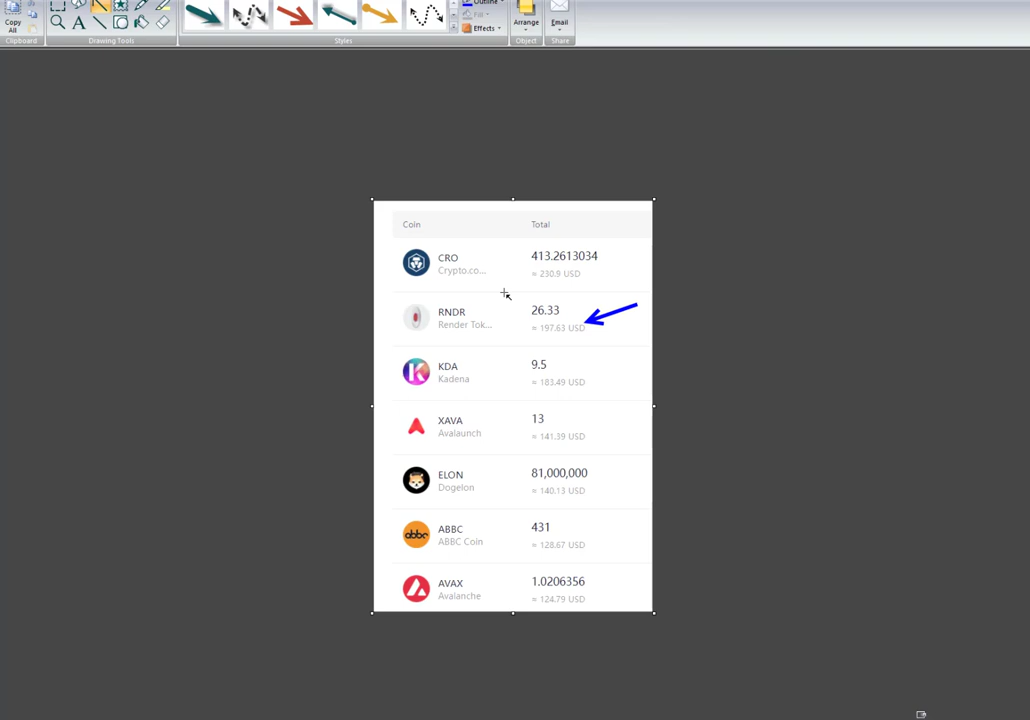 Copy
All
Clipboard
Drawing Tools
Styles
Outline
Fill
Effects
Arrange
Object
Email
Share
Coin Total
CRO 413.2613034
Crypto.co... ≈ 230.9 USD
RNDR 26.33
Render Tok... ≈ 197.63 USD
KDA 9.5
Kadena ≈ 183.49 USD
XAVA 13
Avalaunch ≈ 141.39 USD
ELON 81,000,000
Dogelon ≈ 140.13 USD
ABBC 431
abbc
ABBC Coin ≈ 128.67 USD
AVAX 1.0206356
Avalanche ≈ 124.79 USD